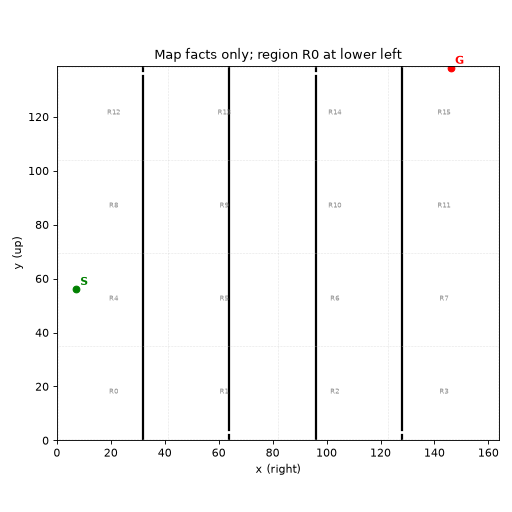 Map facts only; region R0 at lower left
G
R12 R13 R14 R15
R8 R9 R10 R11
S
R4 R5 R6 R7
R0 R1 R2 R3
y (up)
120
100
80
60
40
20
0
0 20 40 60 80 100 120 140 160
x (right)